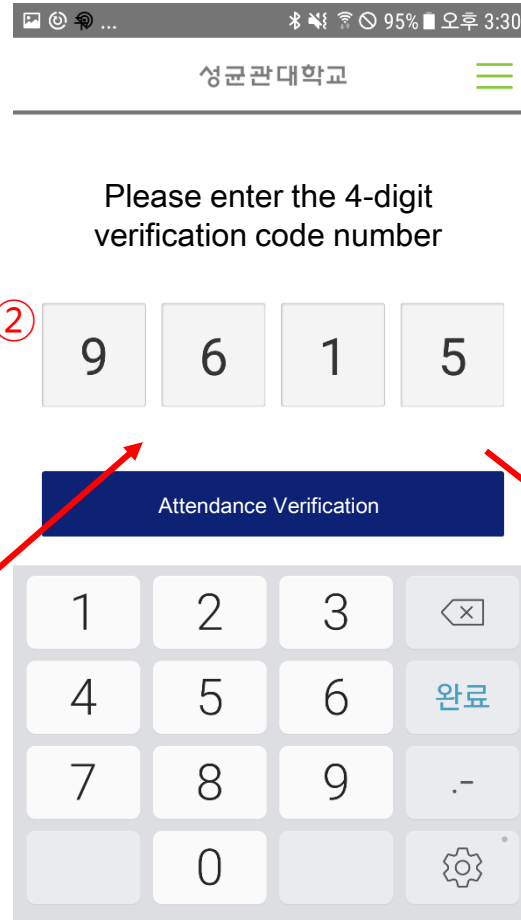 ... 95% 오후 3:30
성균관대학교
Please enter the 4-digit
verification code number
② 9 6 1 5
Attendance Verification
1 2 3
4 5 6 완료
7 8 9 .-
0